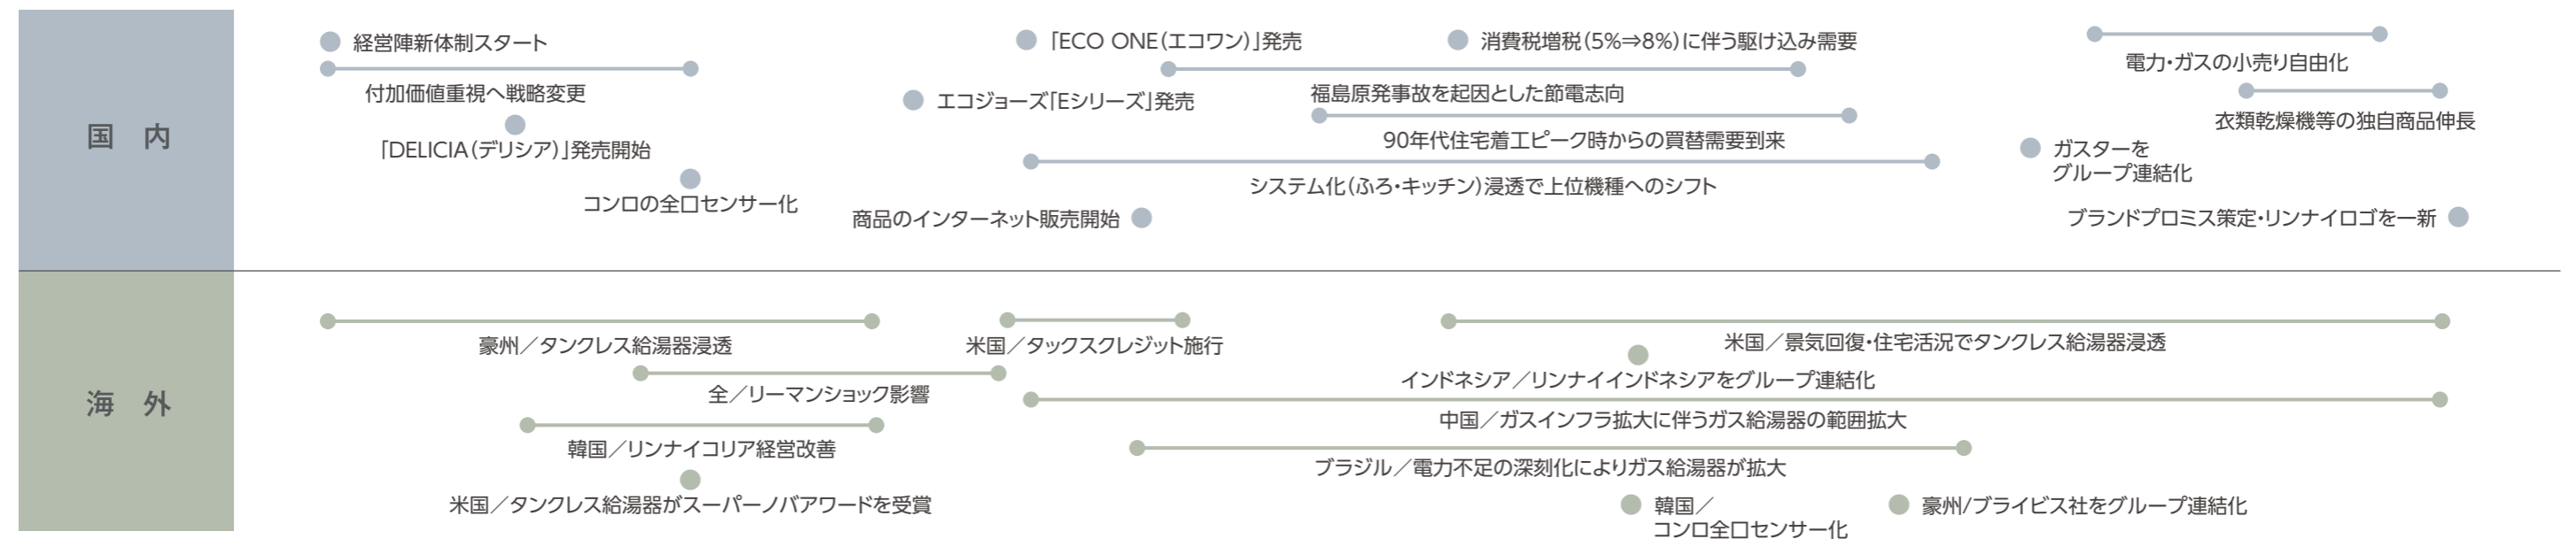 国 内
経営陣新体制スタート
付加価値重視へ戦略変更
「DELICIA（デリシア）」発売開始
コンロの全口センサー化
「ECO ONE（エコワン）」発売
エコジョーズ「Eシリーズ」発売
商品のインターネット販売開始
消費税増税（5%⇒8%）に伴う駆け込み需要
福島原発事故を起因とした節電志向
90年代住宅着工ピーク時からの買替需要到来
システム化（ふろ・キッチン）浸透で上位機種へのシフト
電力・ガスの小売り自由化
衣類乾燥機等の独自商品伸長
ガスターを
グループ連結化
ブランドプロミス策定・リンナイロゴを一新
海 外
豪州／タンクレス給湯器浸透
全／リーマンショック影響
韓国／リンナイコリア経営改善
米国／タンクレス給湯器がスーパーノバアワードを受賞
米国／タックスクレジット施行
米国／景気回復・住宅活況でタンクレス給湯器浸透
インドネシア／リンナイインドネシアをグループ連結化
中国／ガスインフラ拡大に伴うガス給湯器の範囲拡大
ブラジル／電力不足の深刻化によりガス給湯器が拡大
韓国／
コンロ全口センサー化
豪州/ブライビス社をグループ連結化